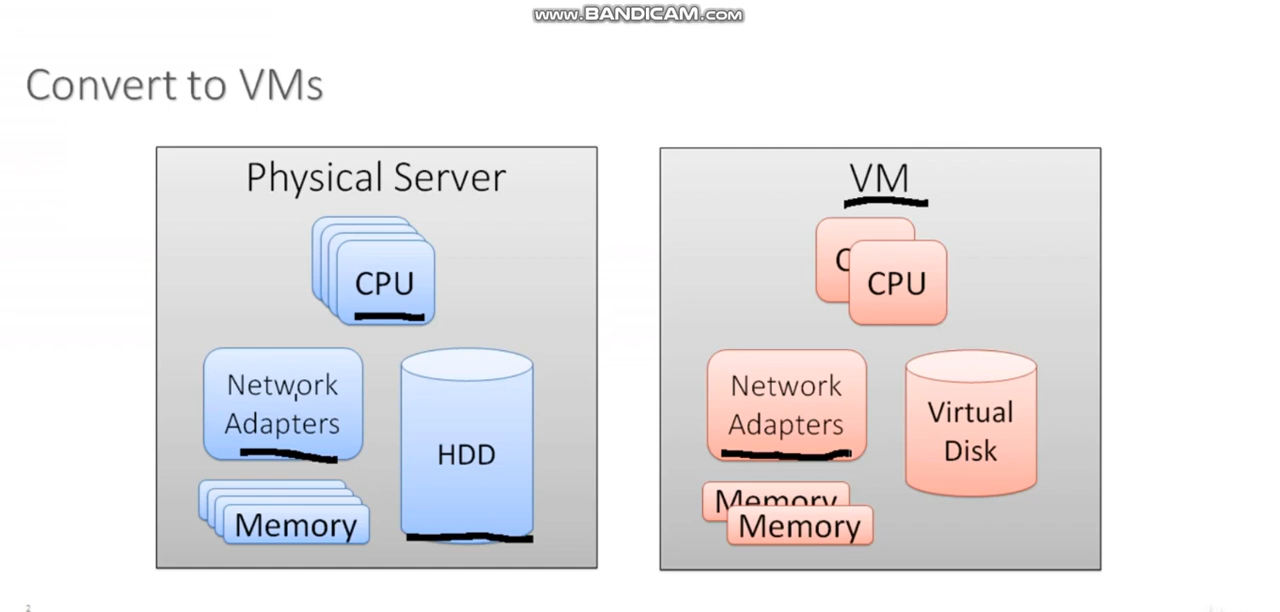 www.BANDICAM.com
Convert to VMs
Physical Server
CPU
Network
Adapters
HDD
Memory
VM
C
CPU
Network
Adapters
Virtual
Disk
Memory
Memory
2